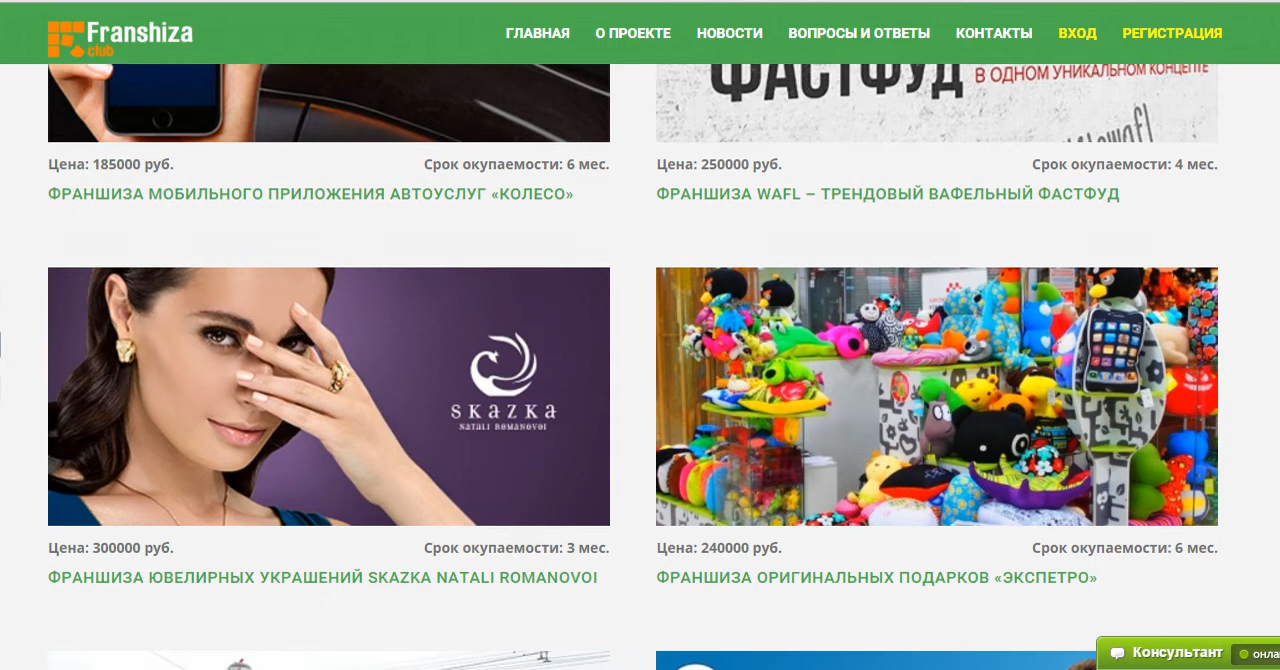 Franshiza
club
ГЛАВНАЯ О ПРОЕКТЕ НОВОСТИ ВОПРОСЫ И ОТВЕТЫ КОНТАКТЫ ВХОД РЕГИСТРАЦИЯ
ФАСТФУД
В ОДНОМ УНИКАЛЬНОМ КОНЦЕПТЕ
Цена: 185000 руб. Срок окупаемости: 6 мес.
ФРАНШИЗА МОБИЛЬНОГО ПРИЛОЖЕНИЯ АВТОУСЛУГ «КОЛЕСО»
Цена: 250000 руб. Срок окупаемости: 4 мес.
ФРАНШИЗА WAFL – ТРЕНДОВЫЙ ВАФЕЛЬНЫЙ ФАСТФУД
SKAZKA
NATALI ROMANOVOI
Цена: 300000 руб. Срок окупаемости: 3 мес.
ФРАНШИЗА ЮВЕЛИРНЫХ УКРАШЕНИЙ SKAZKA NATALI ROMANOVOI
Цена: 240000 руб. Срок окупаемости: 6 мес.
ФРАНШИЗА ОРИГИНАЛЬНЫХ ПОДАРКОВ «ЭКСПЕТРО»
Консультант онла